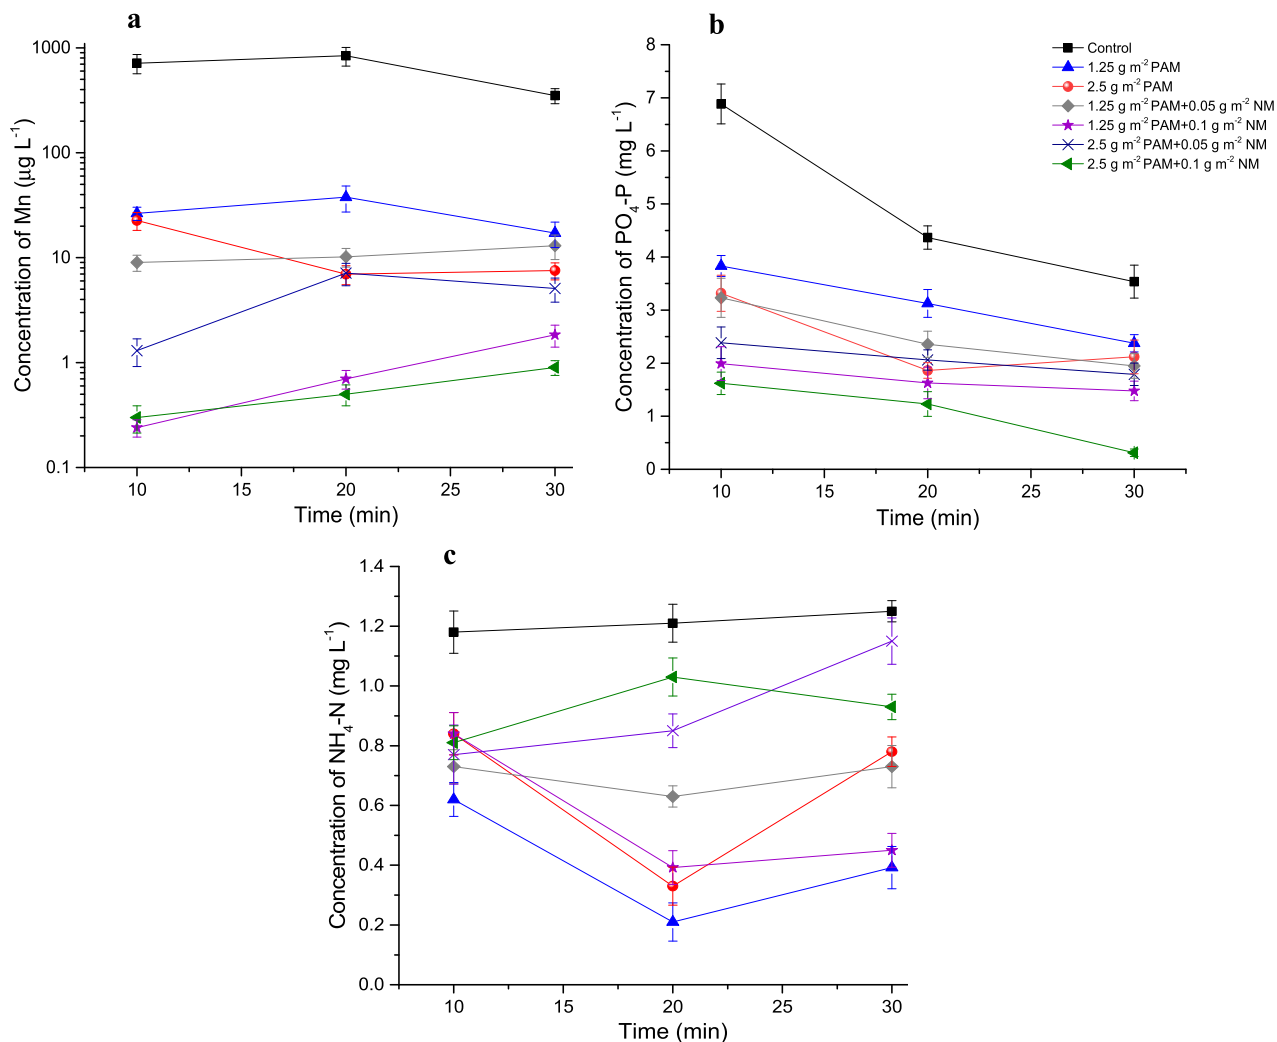 a
1000
100
10
1
0.1
10 15 20 25 30
Time (min)
Concentration of Mn (µg L⁻¹)
b
8
7
6
5
4
3
2
1
0
10 15 20 25 30
Time (min)
Concentration of PO₄-P (mg L⁻¹)
Control
1.25 g m⁻² PAM
2.5 g m⁻² PAM
1.25 g m⁻² PAM+0.05 g m⁻² NM
1.25 g m⁻² PAM+0.1 g m⁻² NM
2.5 g m⁻² PAM+0.05 g m⁻² NM
2.5 g m⁻² PAM+0.1 g m⁻² NM
c
1.4
1.2
1.0
0.8
0.6
0.4
0.2
0.0
10 15 20 25 30
Time (min)
Concentration of NH₄-N (mg L⁻¹)